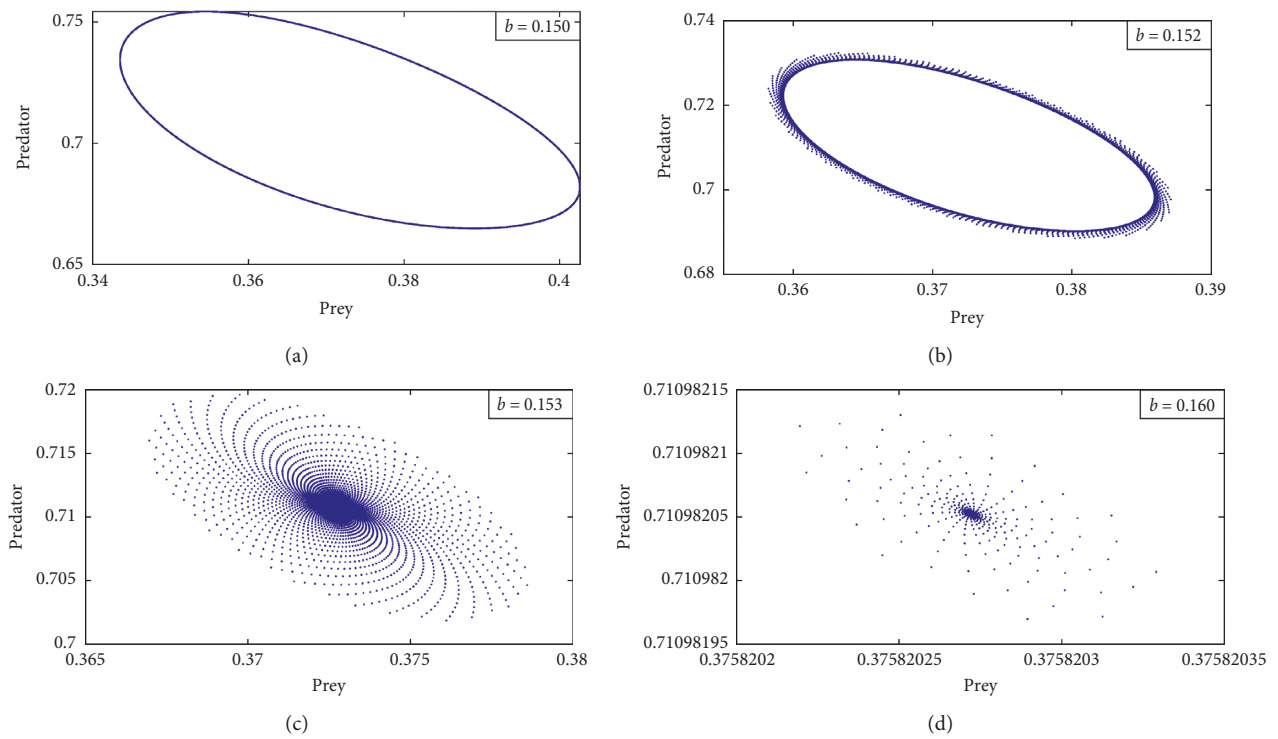 0.75
b = 0.150
Predator
0.7
0.65
0.34
0.36
0.38
0.4
Prey
(a)
0.74
b = 0.152
0.72
Predator
0.7
0.68
0.36
0.37
0.38
0.39
Prey
(b)
0.72
b = 0.153
0.715
Predator
0.71
0.705
0.7
0.365
0.37
0.375
0.38
Prey
(c)
0.71098215
b = 0.160
0.7109821
Predator
0.71098205
0.710982
0.71098195
0.3758202
0.37582025
0.3758203
0.37582035
Prey
(d)